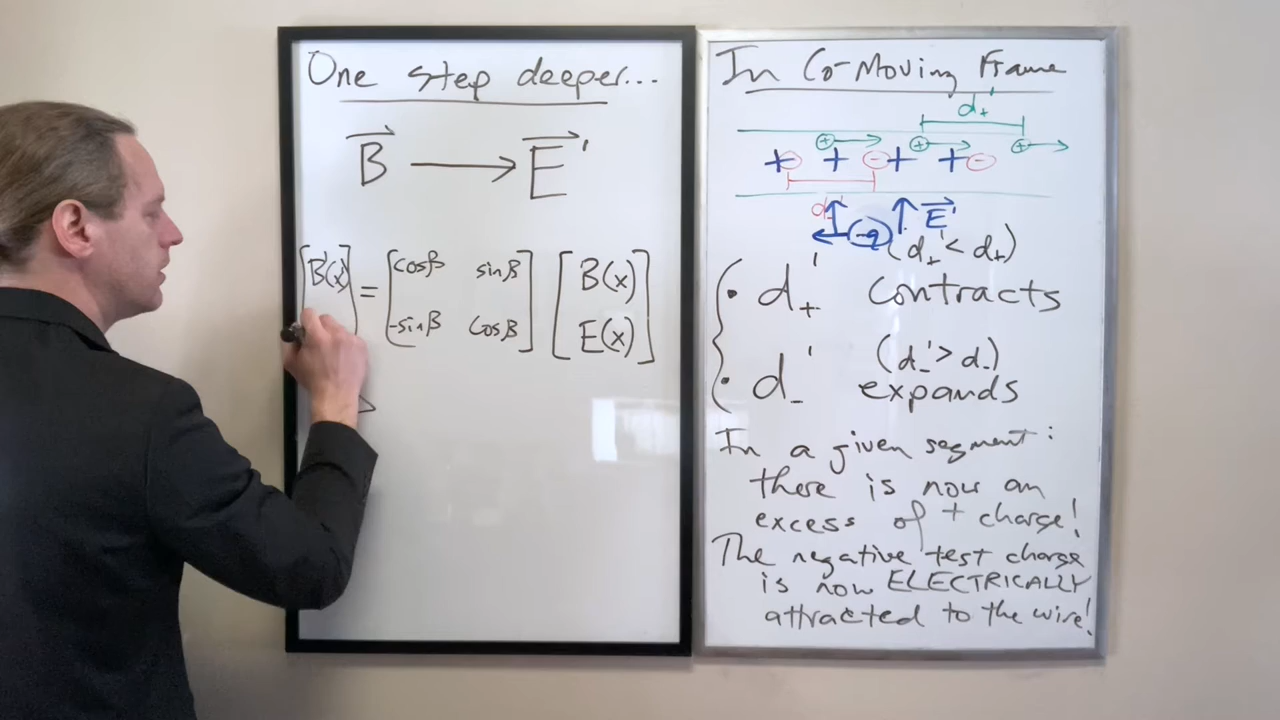 One step deeper...
B → E'
[B'(x) = [cosβ sinβ] [B(x)]
-sinβ cosβ] [E(x)]
In Co-Moving Frame
d₊'
+ + + +
d₋'
-q E'
(d₊' < d₊)
• d₊' contracts
(d₋' > d₋)
• d₋' expands
In a given segment:
there is now an
excess of + charge!
The negative test charge
is now ELECTRICALLY
attracted to the wire!